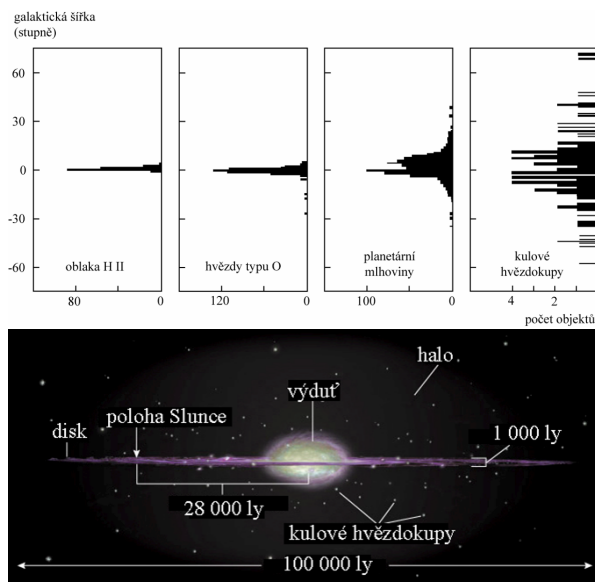 galaktická šířka
(stupně)
60
30
0
-30
-60
oblaka H II
hvězdy typu O
planetární
mlhoviny
kulové
hvězdokupy
80
0
120
0
100
0
4
2
0
počet objektů
halo
výduť
poloha Slunce
disk
1 000 ly
28 000 ly
kulové hvězdokupy
100 000 ly